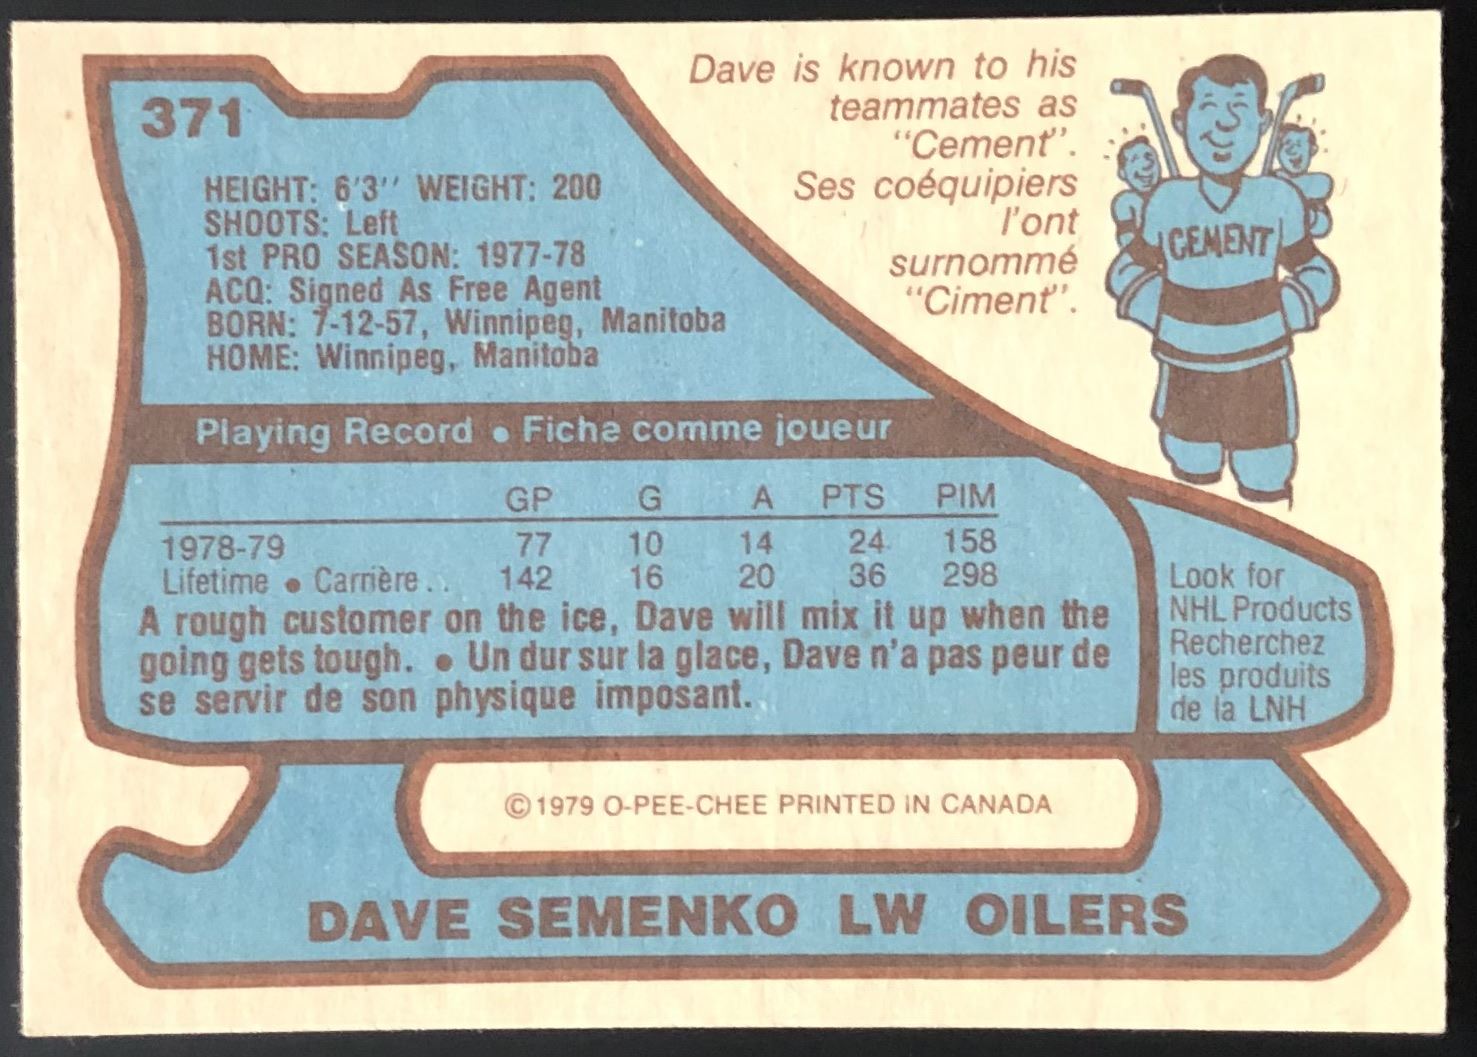 371
HEIGHT: 6'3" WEIGHT: 200
SHOOTS: Left
1st PRO SEASON: 1977-78
ACQ: Signed As Free Agent
BORN: 7-12-57, Winnipeg, Manitoba
HOME: Winnipeg, Manitoba
Dave is known to his
teammates as
"Cement".
Ses coéquipiers
l'ont
surnommé
"Ciment".
CEMENT
Playing Record • Fiche comme joueur
GP G A PTS PIM
1978-79 77 10 14 24 158
Lifetime • Carrière.. 142 16 20 36 298
A rough customer on the ice, Dave will mix it up when the
going gets tough. • Un dur sur la glace, Dave n'a pas peur de
se servir de son physique imposant.
Look for
NHL Products
Recherchez
les produits
de la LNH
©1979 O-PEE-CHEE PRINTED IN CANADA
DAVE SEMENKO LW OILERS